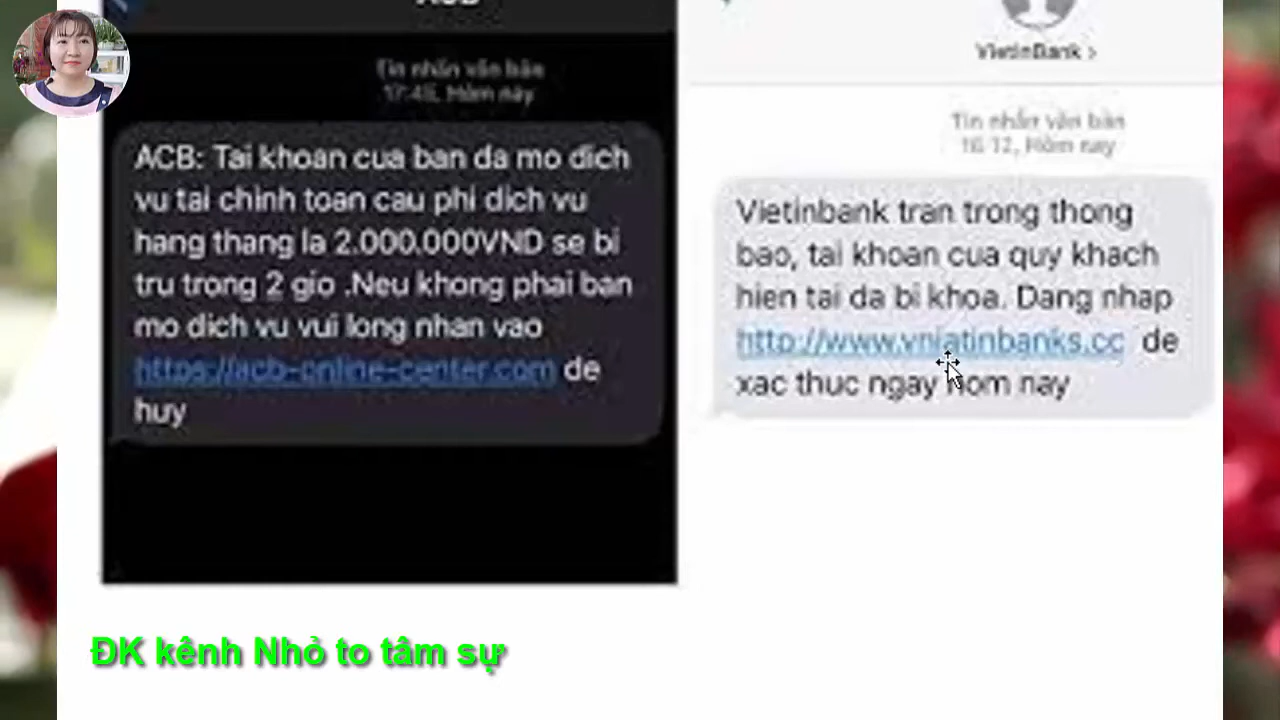 ACB
Tin nhắn văn bản
17:45, Hôm nay
ACB: Tai khoan cua ban da mo dich
vu tai chinh toan cau phi dich vu
hang thang la 2.000.000VND se bi
tru trong 2 gio .Neu khong phai ban
mo dich vu vui long nhan vao
https://acb-online-center.com de
huy
VietinBank >
Tin nhắn văn bản
16:12, Hôm nay
Vietinbank tran trong thong
bao, tai khoan cua quy khach
hien tai da bi khoa. Dang nhap
http://www.vniatinbanks.cc de
xac thuc ngay hom nay
ĐK kênh Nhỏ to tâm sự